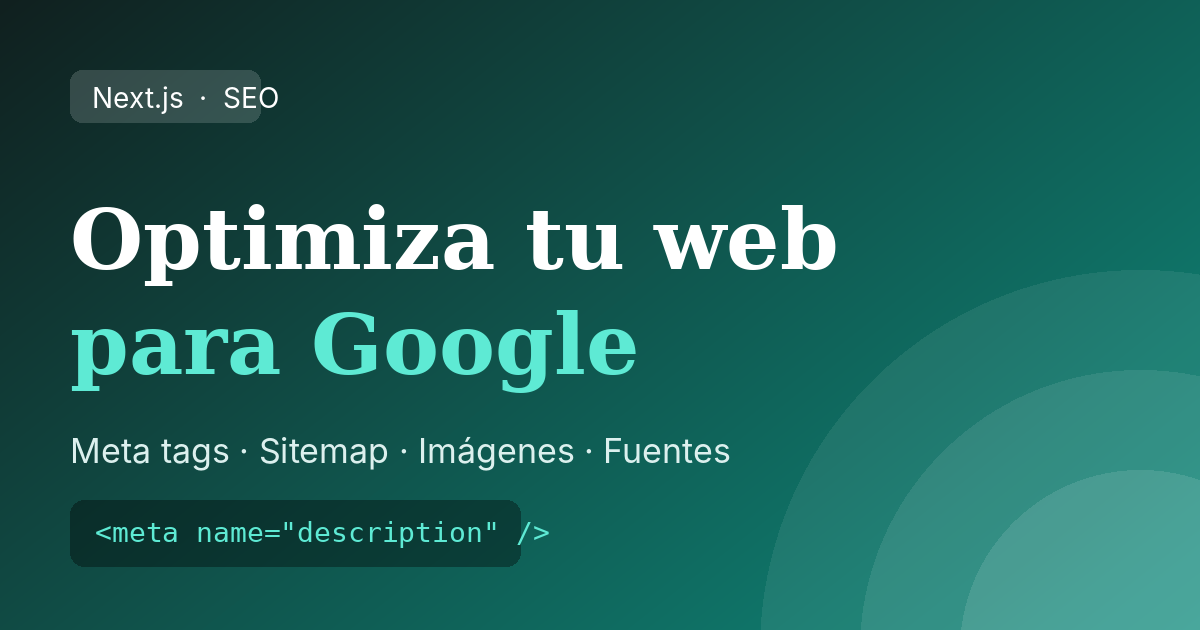 Next.js · SEO
Optimiza tu web
para Google
Meta tags · Sitemap · Imágenes · Fuentes
<meta name="description" />